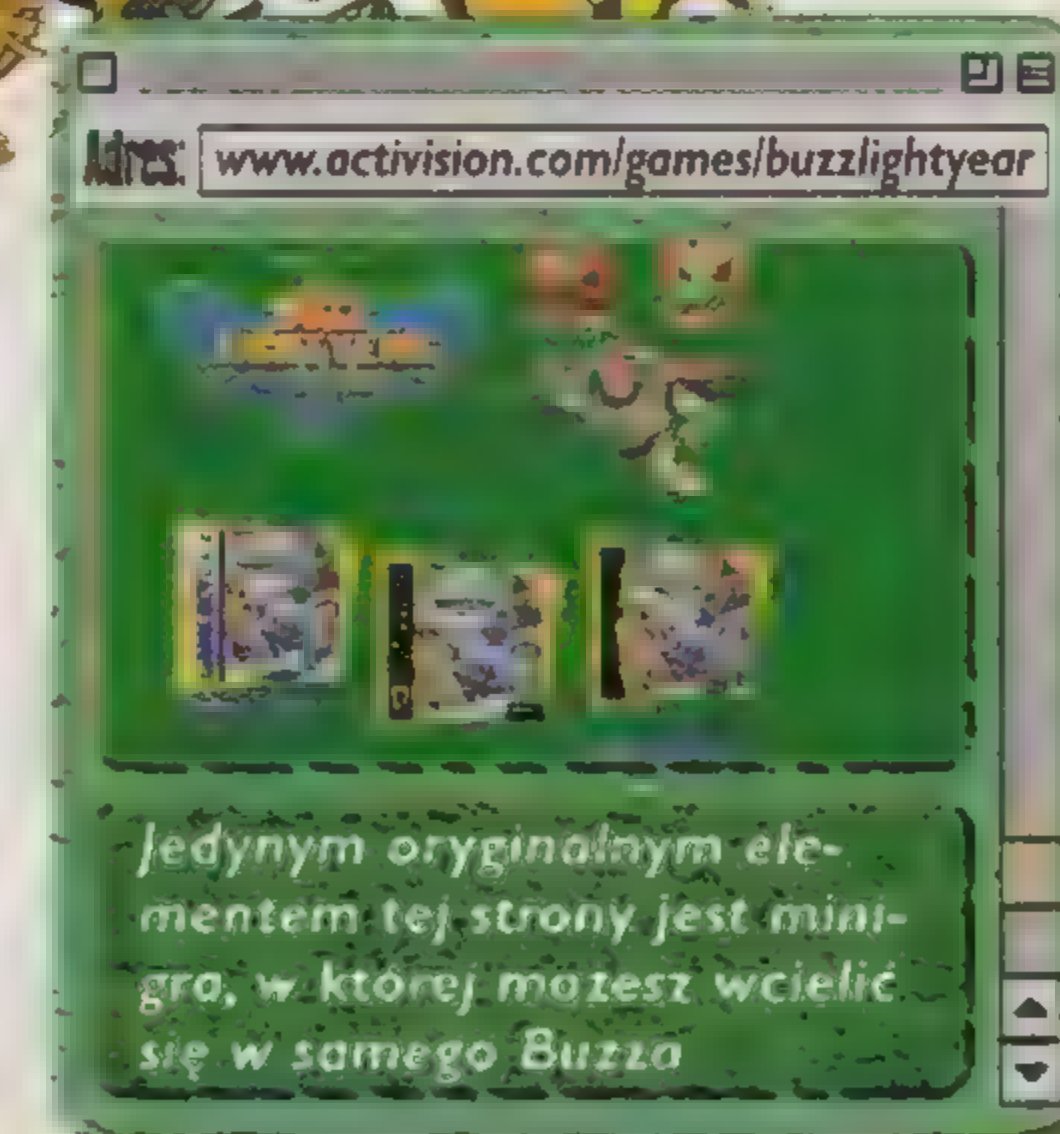 Adres: www.activision.com/games/buzzlightyear
Jedynym oryginalnym ele-
mentem tej strony jest mini-
gra, w której możesz wcielić
się w samego Buzza